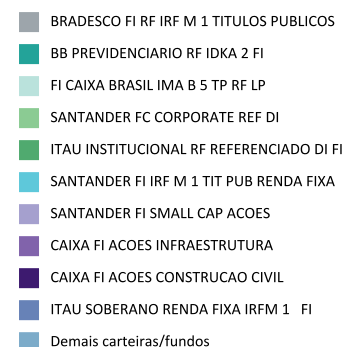 BRADESCO FI RF IRF M 1 TITULOS PUBLICOS
BB PREVIDENCIARIO RF IDKA 2 FI
FI CAIXA BRASIL IMA B 5 TP RF LP
SANTANDER FC CORPORATE REF DI
ITAU INSTITUCIONAL RF REFERENCIADO DI FI
SANTANDER FI IRF M 1 TIT PUB RENDA FIXA
SANTANDER FI SMALL CAP ACOES
CAIXA FI ACOES INFRAESTRUTURA
CAIXA FI ACOES CONSTRUCAO CIVIL
ITAU SOBERANO RENDA FIXA IRFM 1   FI
Demais carteiras/fundos